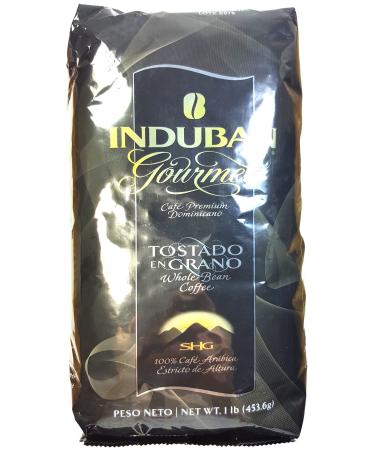 INDUBAN
Gourmet
Café Premium
Dominicano
TOSTADO
EN GRANO
Whole Bean
Coffee
SHG
100% Café Arábica
Estricto de Altura
PESO NETO | NET WT. 1 lb (453.6g)